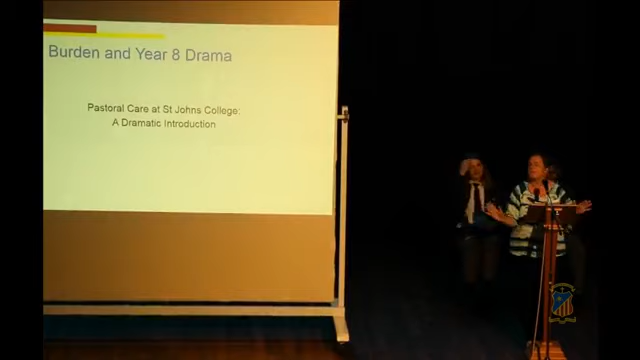 Burden and Year 8 Drama
Pastoral Care at St Johns College:
A Dramatic Introduction